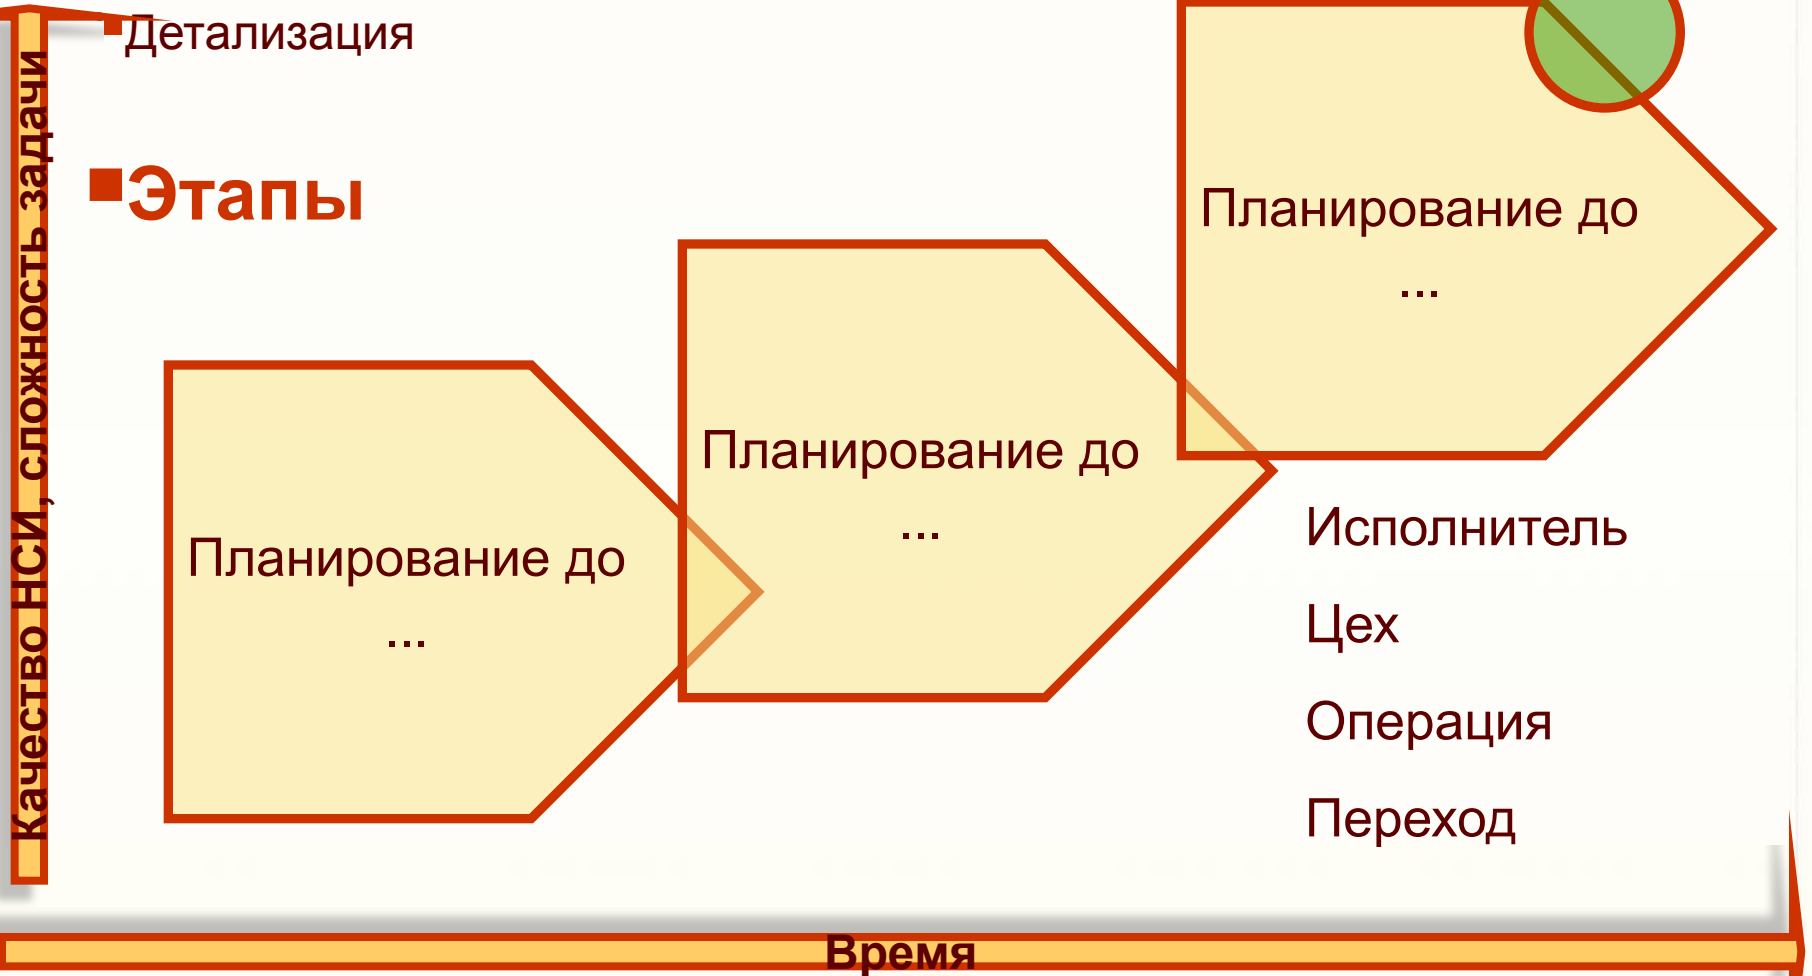 Детализация
Этапы
Качество НСИ, сложность задачи
Планирование до
...
Планирование до
...
Планирование до
...
Исполнитель
Цех
Операция
Переход
Время